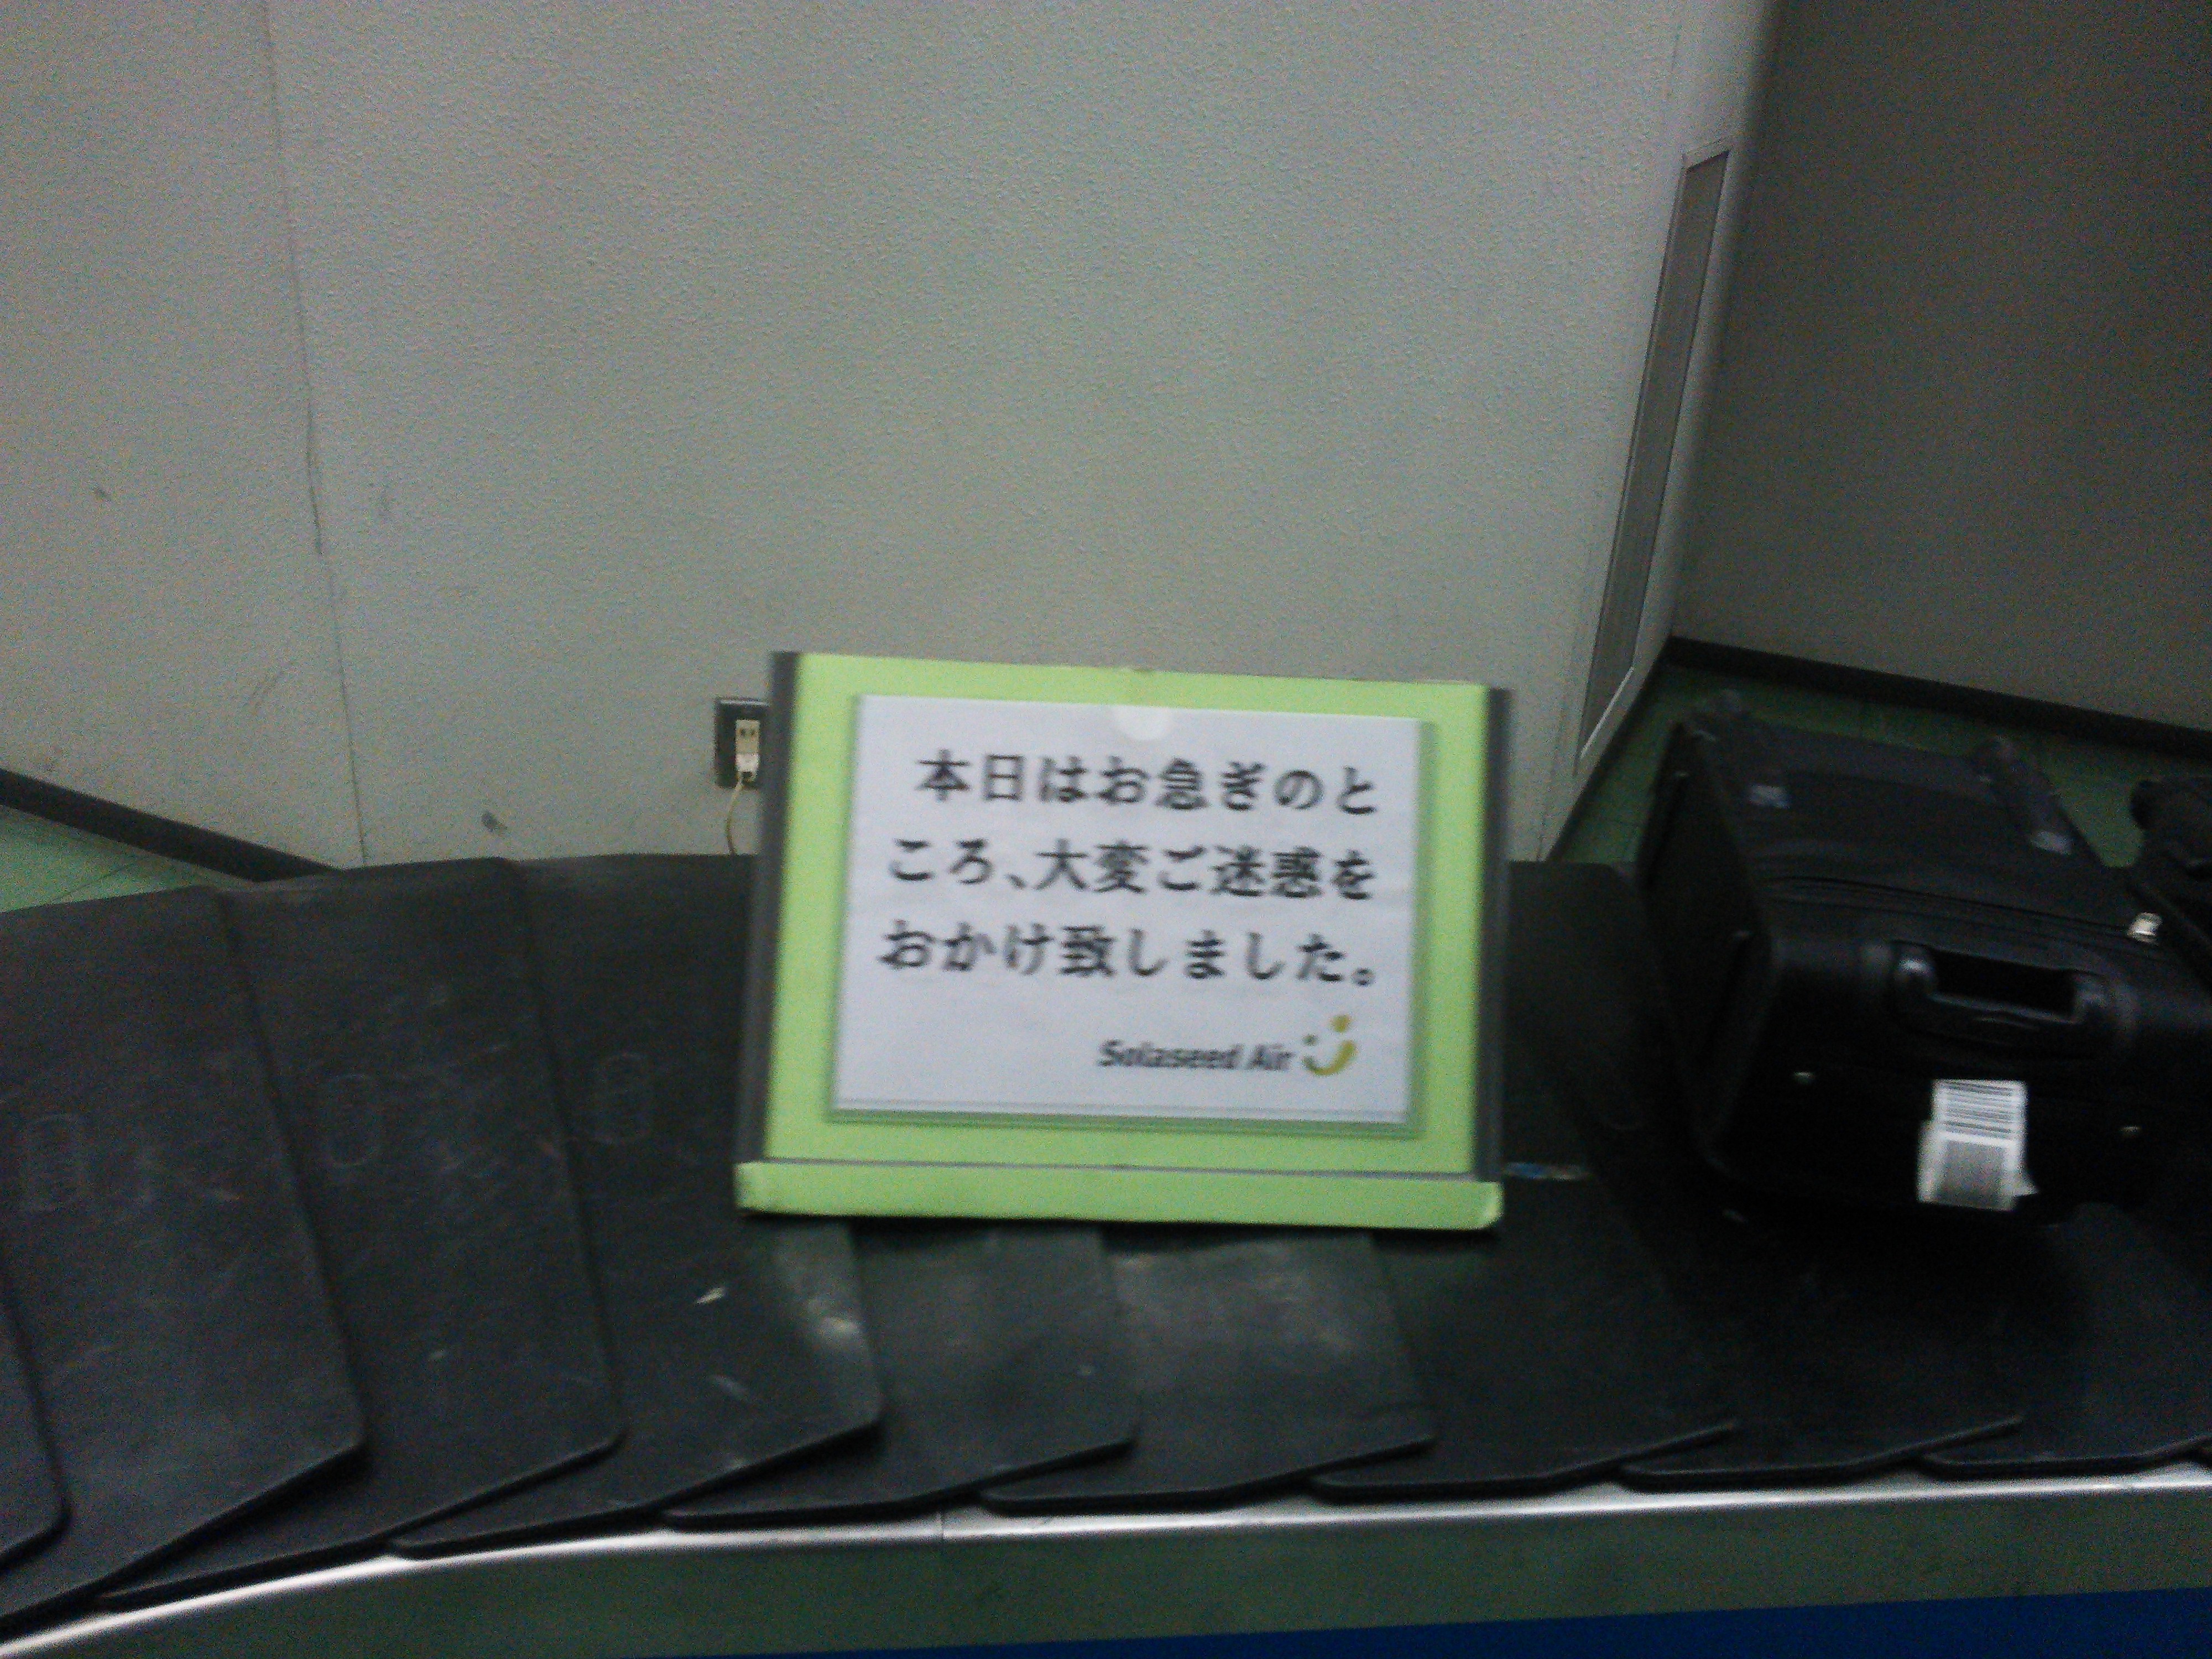 本日はお急ぎのと
ころ、大変ご迷惑を
おかけ致しました。
Solaseed Air